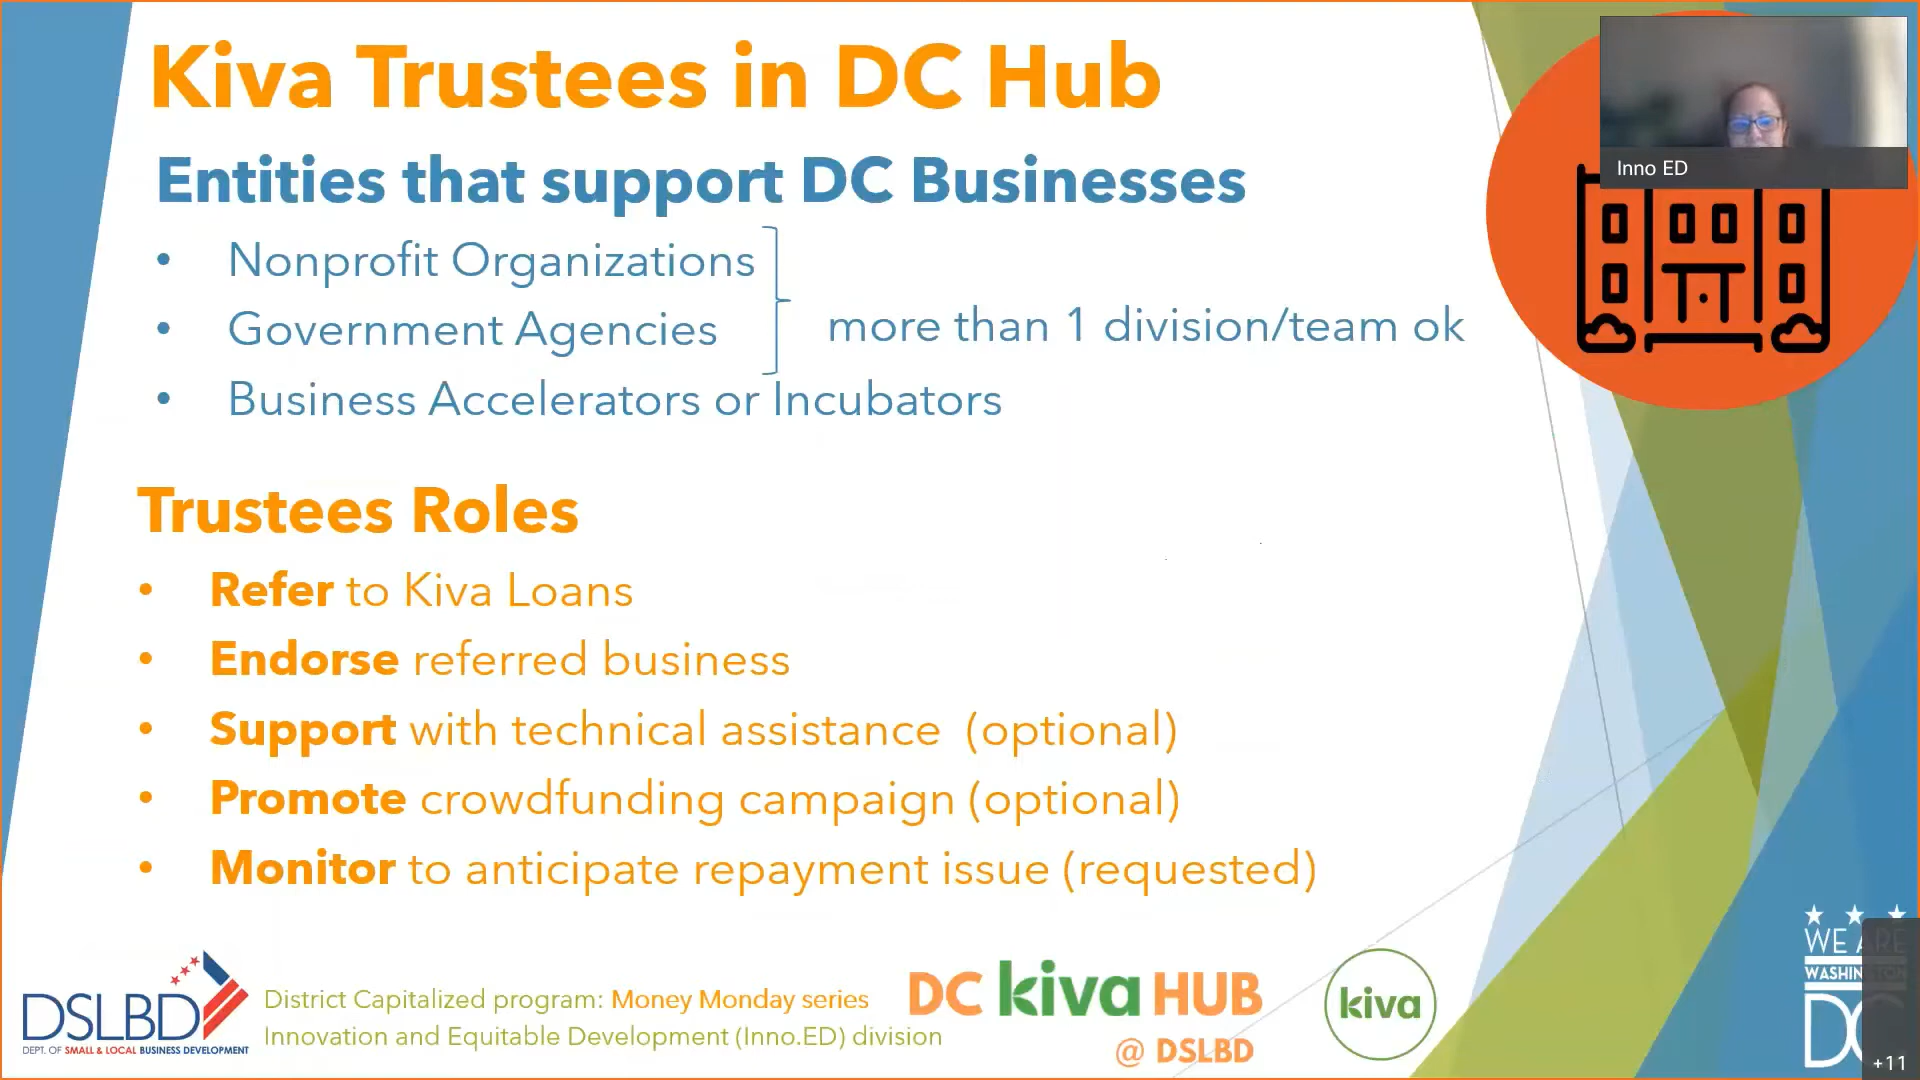 Kiva Trustees in DC Hub
Inno ED
Entities that support DC Businesses
• Nonprofit Organizations
• Government Agencies
more than 1 division/team ok
• Business Accelerators or Incubators
Trustees Roles
• Refer to Kiva Loans
• Endorse referred business
• Support with technical assistance (optional)
• Promote crowdfunding campaign (optional)
• Monitor to anticipate repayment issue (requested)
DSLBD
DEPT. OF SMALL & LOCAL BUSINESS DEVELOPMENT
District Capitalized program: Money Monday series
Innovation and Equitable Development (Inno.ED) division
DC kiva HUB
@ DSLBD
kiva
WE ARE
WASHINGTON
DC
+11